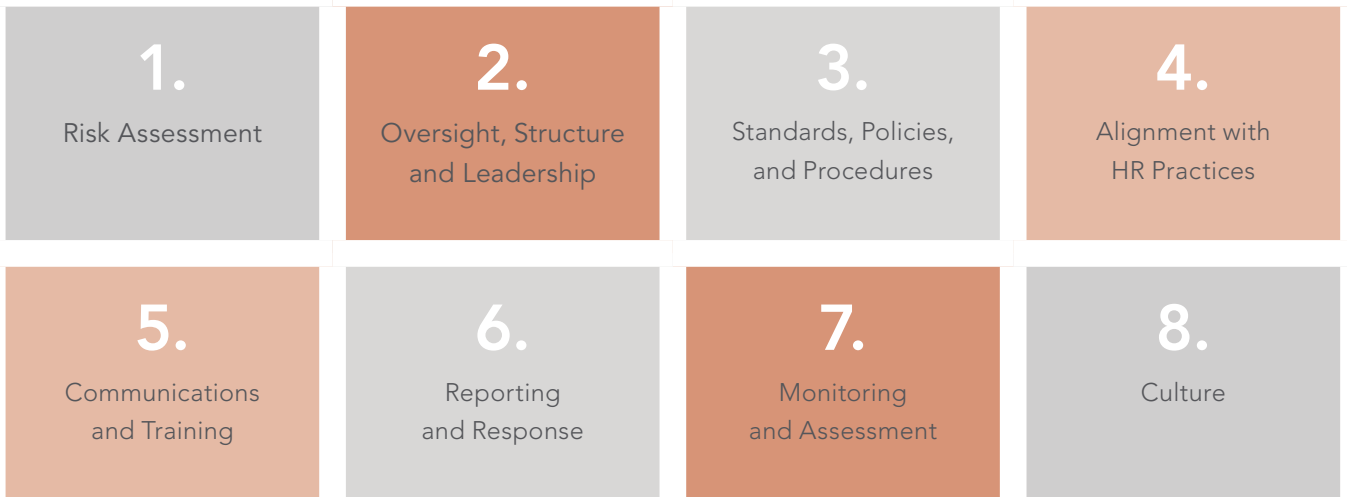 1.
Risk Assessment
2.
Oversight, Structure
and Leadership
3.
Standards, Policies,
and Procedures
4.
Alignment with
HR Practices
5.
Communications
and Training
6.
Reporting
and Response
7.
Monitoring
and Assessment
8.
Culture